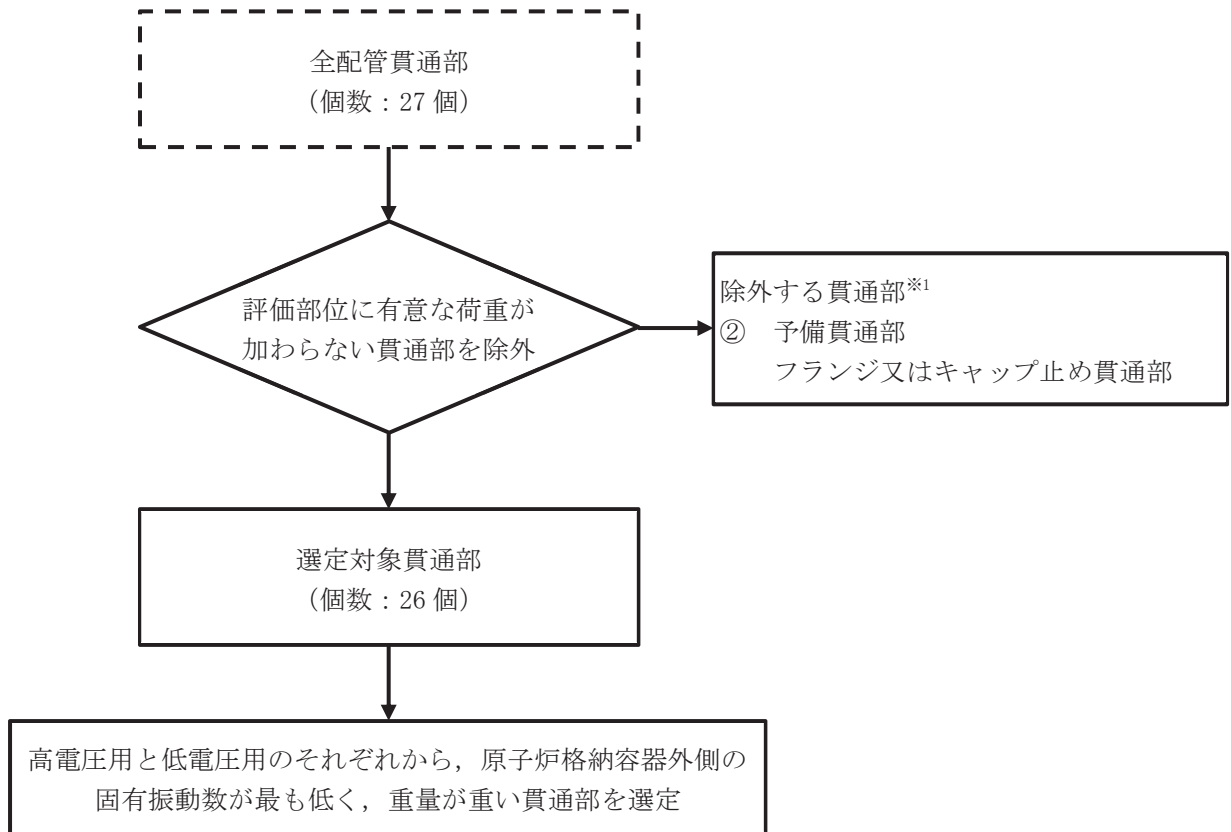 全配管貫通部
（個数：27 個）
評価部位に有意な荷重が
加わらない貫通部を除外
除外する貫通部※1
② 予備貫通部
フランジ又はキャップ止め貫通部
選定対象貫通部
（個数：26 個）
高電圧用と低電圧用のそれぞれから，原子炉格納容器外側の
固有振動数が最も低く，重量が重い貫通部を選定